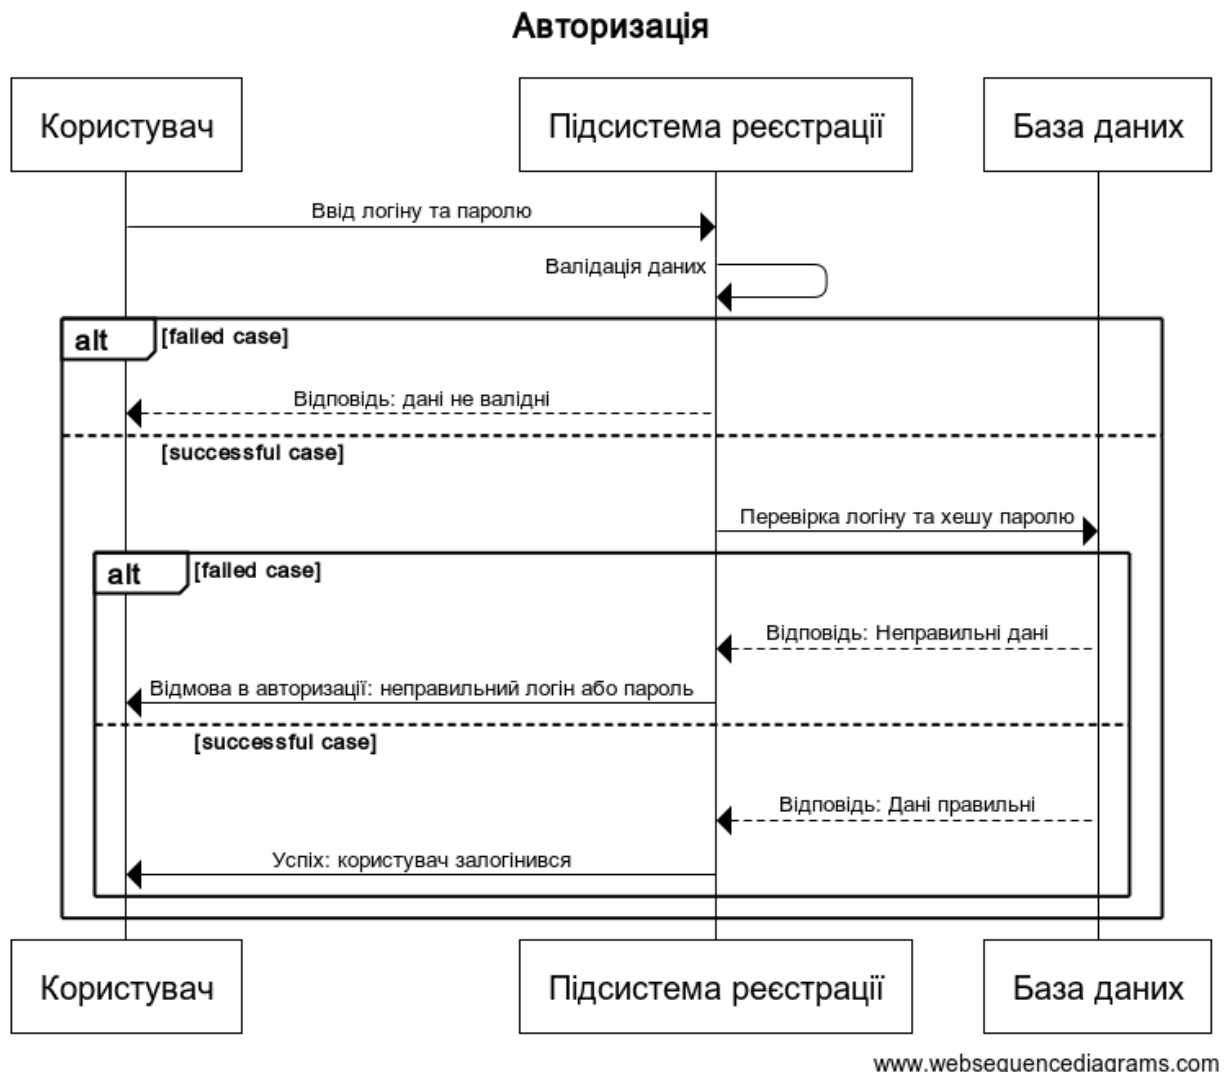 Авторизація
Користувач
Підсистема реєстрації
База даних
Ввід логіну та паролю
Валідація даних
alt
[failed case]
Відповідь: дані не валідні
[successful case]
Перевірка логіну та хешу паролю
alt
[failed case]
Відповідь: Неправильні дані
Відмова в авторизації: неправильний логін або пароль
[successful case]
Відповідь: Дані правильні
Успіх: користувач залогінився
Користувач
Підсистема реєстрації
База даних
www.websequencediagrams.com